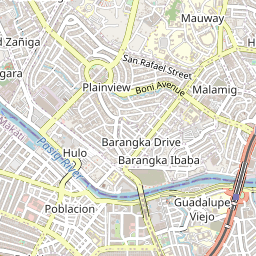 Mauway
d Zañiga
San Rafael Street
gara
Plainview
Boni Avenue
Malamig
H
Makati
Pasig River
Barangka Drive
Hulo
Barangka Ibaba
Guadalupe
Viejo
Poblacion